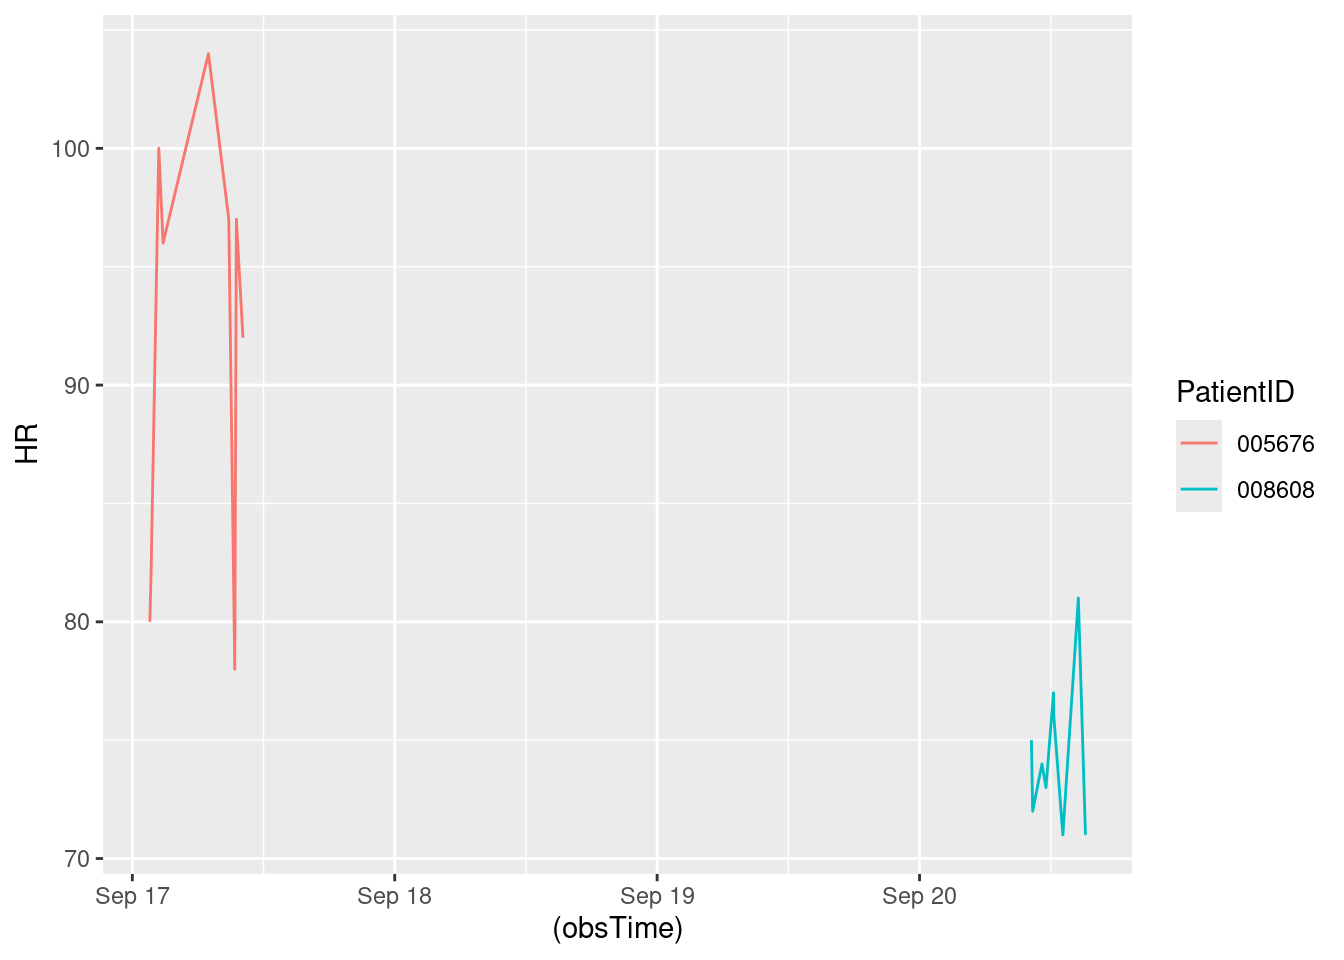 100
90
80
70
HR
Sep 17
Sep 18
Sep 19
Sep 20
(obsTime)
PatientID
005676
008608